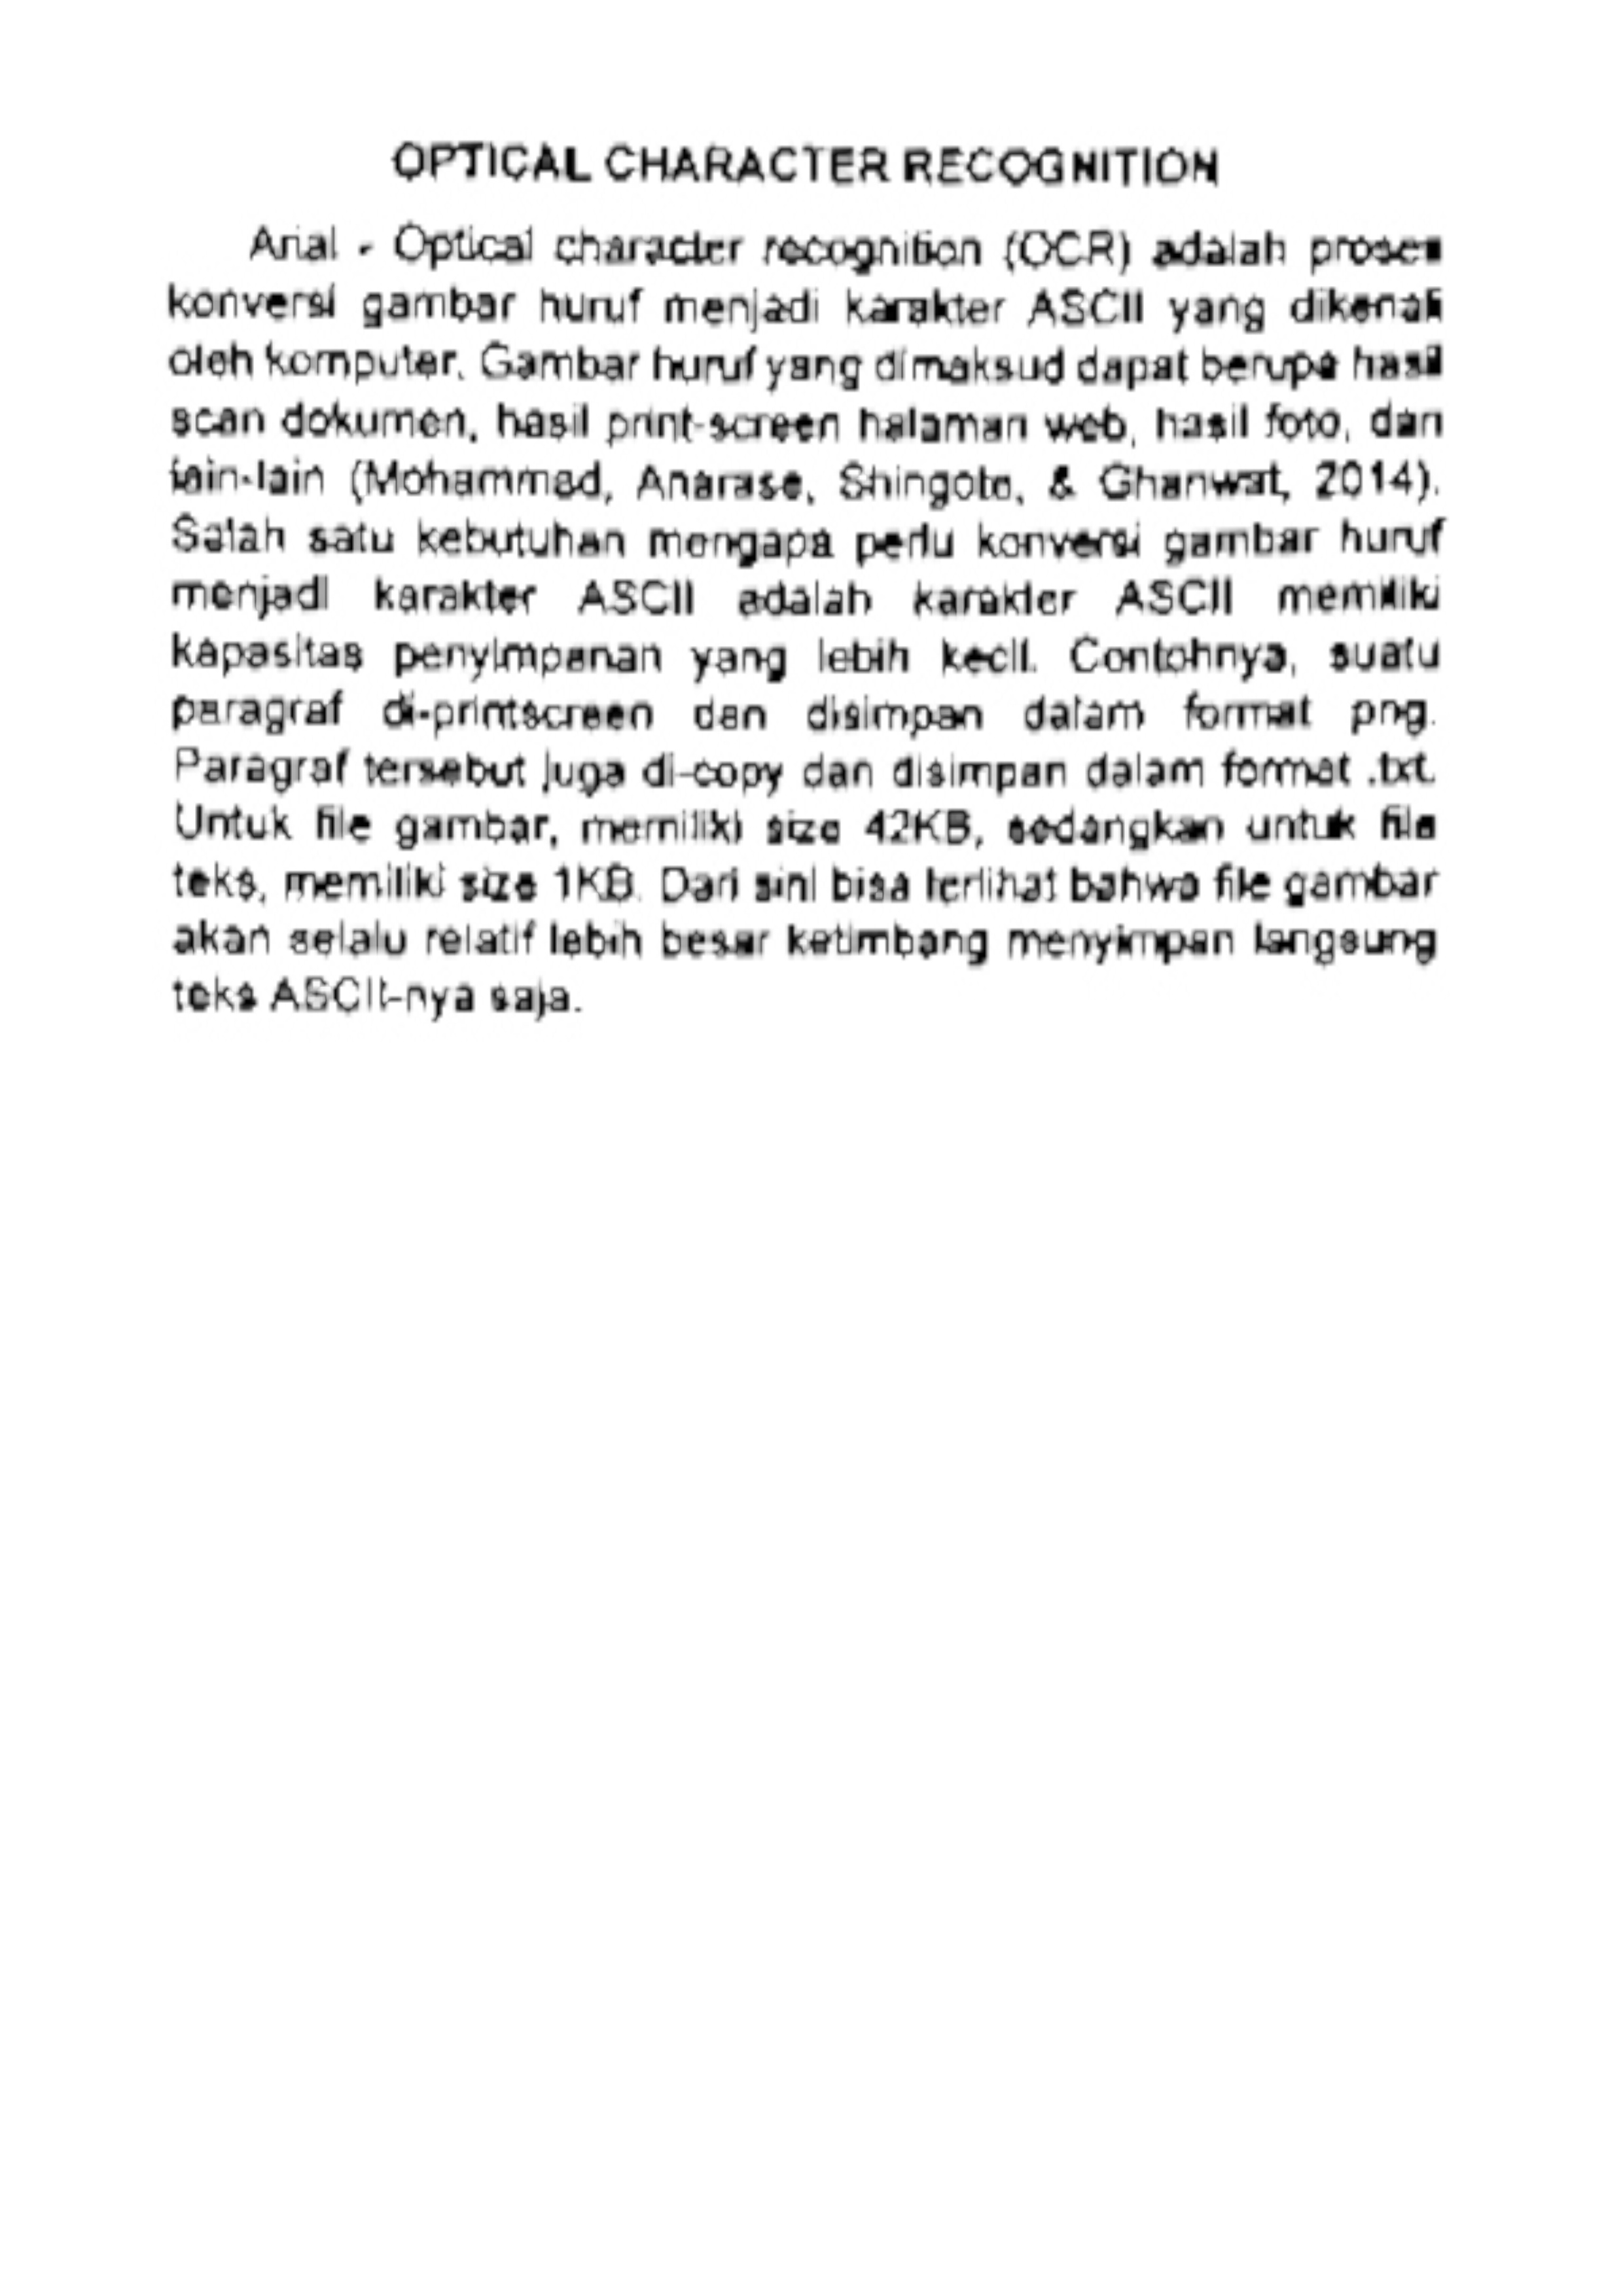 OPTICAL CHARACTER RECOGNITION
Arial - Optical character recognition (OCR) adalah proses
konversi gambar huruf menjadi karakter ASCII yang dikenali
oleh komputer. Gambar huruf yang dimaksud dapat berupa hasil
scan dokumen, hasil print-screen halaman web, hasil foto, dan
lain-lain (Mohammad, Anarase, Shingote, & Ghanwat, 2014).
Salah satu kebutuhan mengapa perlu konversi gambar huruf
menjadi karakter ASCII adalah karakter ASCII memiliki
kapasitas penyimpanan yang lebih kecil. Contohnya, suatu
paragraf di-printscreen dan disimpan dalam format png.
Paragraf tersebut juga di-copy dan disimpan dalam format .txt.
Untuk file gambar, memiliki size 42KB, sedangkan untuk file
teks, memiliki size 1KB. Dari sini bisa terlihat bahwa file gambar
akan selalu relatif lebih besar ketimbang menyimpan langsung
teks ASCII-nya saja.